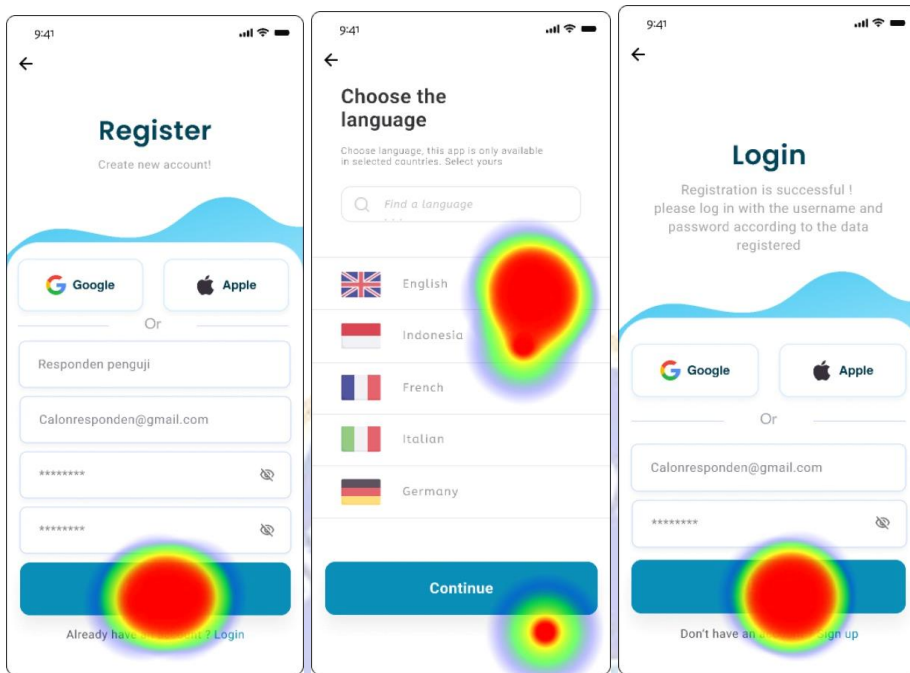 9:41
Register
Create new account!
Google
Apple
Or
Responden penguji
Calonresponden@gmail.com
********
********
Already have ? Login
9:41
Choose the
language
Choose language, this app is only available
in selected countries. Select yours
Find a language
English
Indonesia
French
Italian
Germany
Continue
9:41
Login
Registration is successful !
please log in with the username and
password according to the data
registered
Google
Apple
Or
Calonresponden@gmail.com
********
Don't have an Sign up